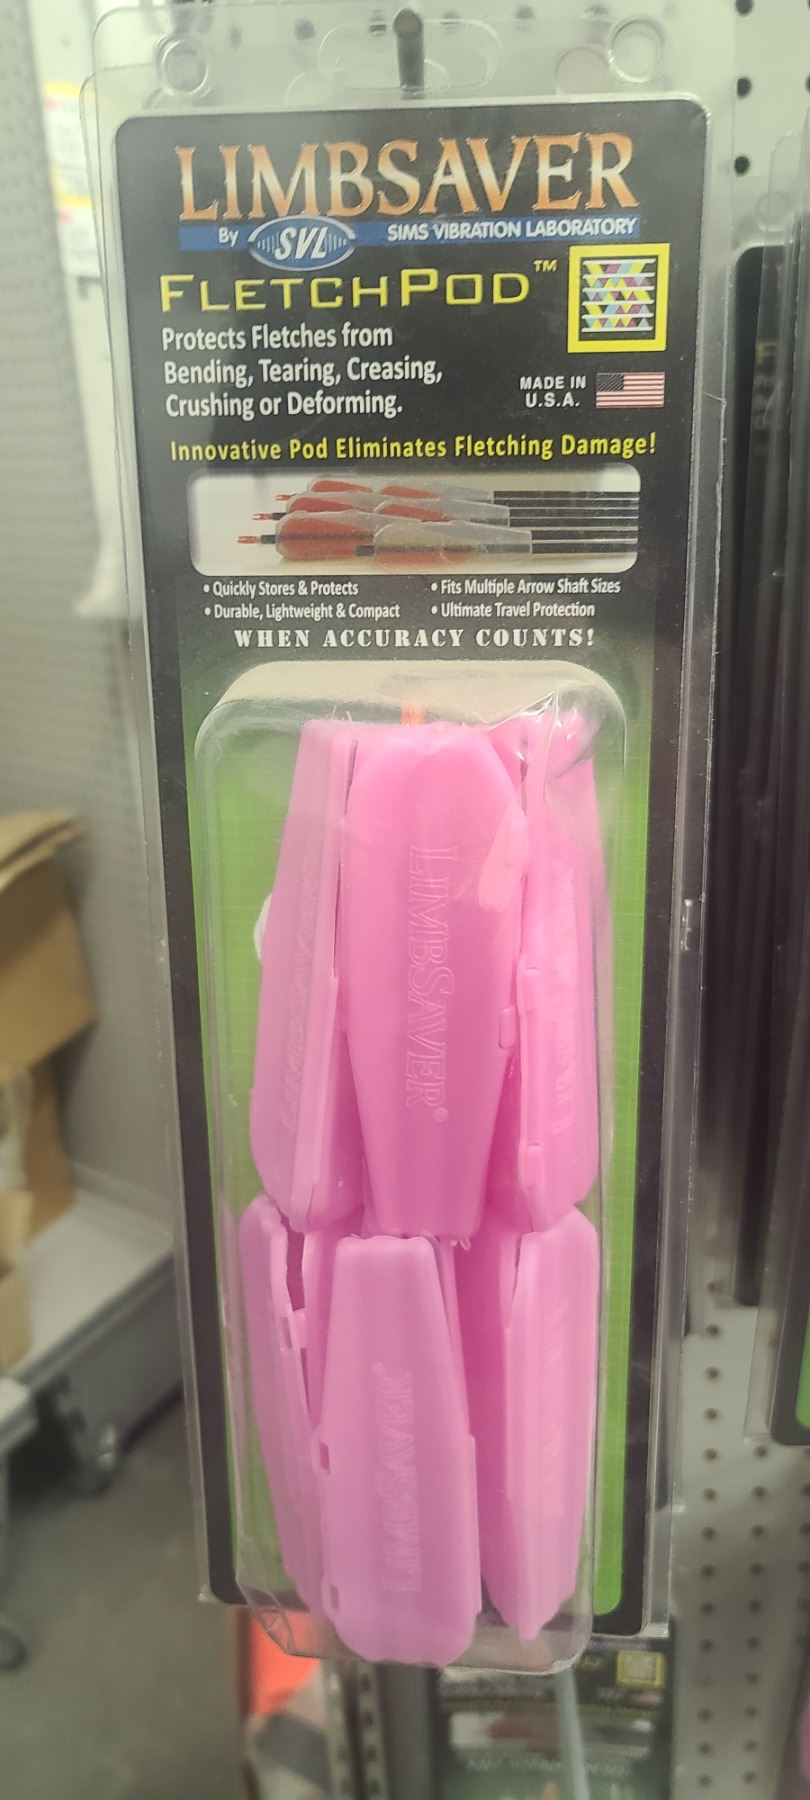 LIMBSAVER
By SVL SIMS VIBRATION LABORATORY
FLETCHPOD™
Protects Fletches from
Bending, Tearing, Creasing,
Crushing or Deforming.
MADE IN
U.S.A.
Innovative Pod Eliminates Fletching Damage!
• Quickly Stores & Protects
• Durable, Lightweight & Compact
• Fits Multiple Arrow Shaft Sizes
• Ultimate Travel Protection
WHEN ACCURACY COUNTS!
LIMBSAVER
LIMBSAVER®
LIMBSAVER
LIMBSAVER®